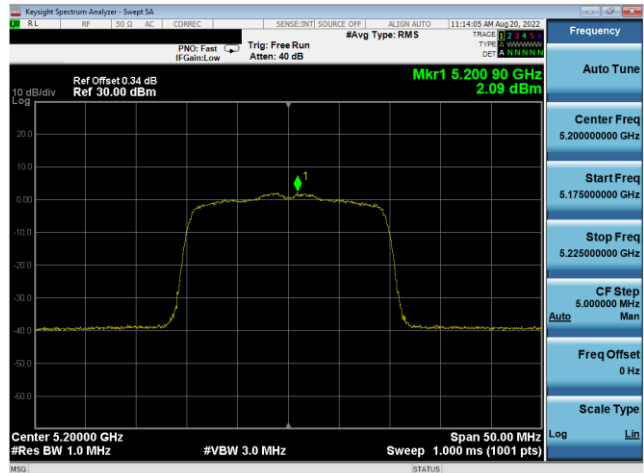 Keysight Spectrum Analyzer - Swept SA
RL RF 50 Ω AC CORREC SENSE:INT SOURCE OFF ALIGN AUTO 11:14:05 AM Aug 20, 2022
#Avg Type: RMS
TRACE 1 2 3 4 5 6
PNO: Fast Trig: Free Run
TYPE A WWWWW
IFGain:Low Atten: 40 dB
DET A N N N N N
Mkr1 5.200 90 GHz
2.09 dBm
Ref Offset 0.34 dB
10 dB/div Ref 30.00 dBm
Log
20.0
10.0
1
0.00
-10.0
-20.0
-30.0
-40.0
-50.0
-60.0
Center 5.20000 GHz Span 50.00 MHz
#Res BW 1.0 MHz #VBW 3.0 MHz Sweep 1.000 ms (1001 pts)
MSG STATUS
Frequency
Auto Tune
Center Freq
5.200000000 GHz
Start Freq
5.175000000 GHz
Stop Freq
5.225000000 GHz
CF Step
5.000000 MHz
Auto Man
Freq Offset
0 Hz
Scale Type
Log Lin